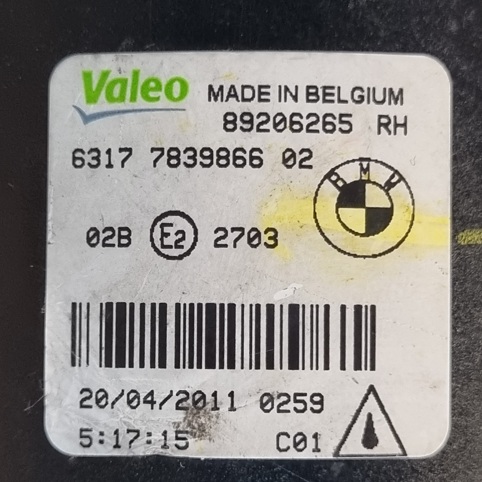 Valeo MADE IN BELGIUM
89206265 RH
6317 7839866 02
BMW
02B E2 2703
20/04/2011 0259
5:17:15 C01